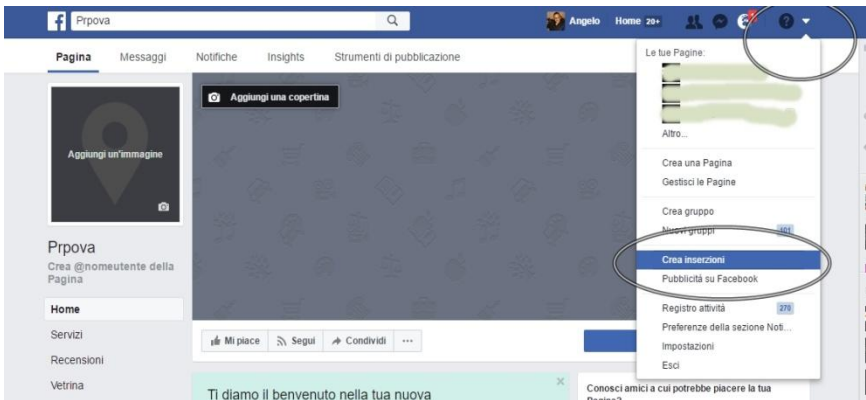 Prpova
Angelo
Home 20+
Pagina
Messaggi
Notifiche
Insights
Strumenti di pubblicazione
Aggiungi una copertina
Aggiungi un'immagine
Prpova
Crea @nomeutente della
Pagina
Home
Servizi
Recensioni
Vetrina
Mi piace
Segui
Condividi
Ti diamo il benvenuto nella tua nuova
Conosci amici a cui potrebbe piacere la tua
Pagina?
Le tue Pagine:
Altro...
Crea una Pagina
Gestisci le Pagine
Crea gruppo
Nuovi gruppi
Crea inserzioni
Pubblicità su Facebook
Registro attività 270
Preferenze della sezione Noti...
Impostazioni
Esci